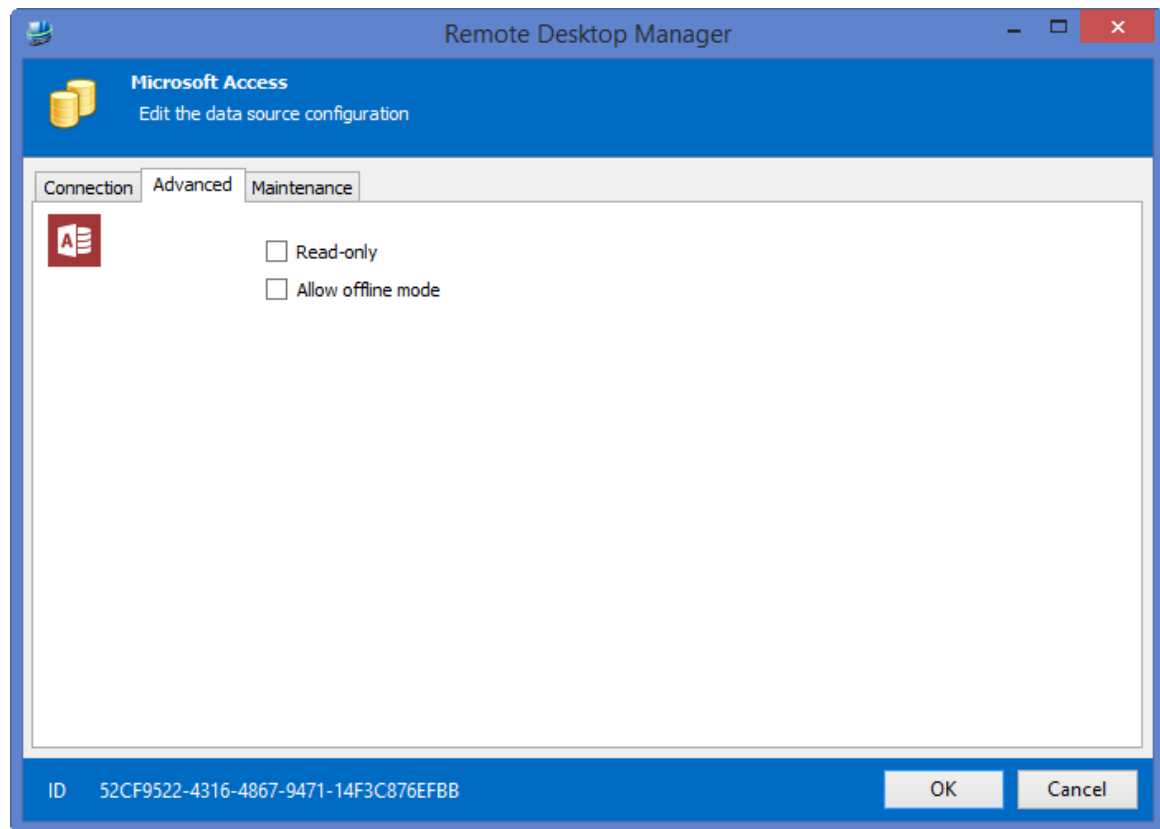 Remote Desktop Manager
Microsoft Access
Edit the data source configuration
Connection Advanced Maintenance
A
Read-only
Allow offline mode
ID 52CF9522-4316-4867-9471-14F3C876EFBB OK Cancel